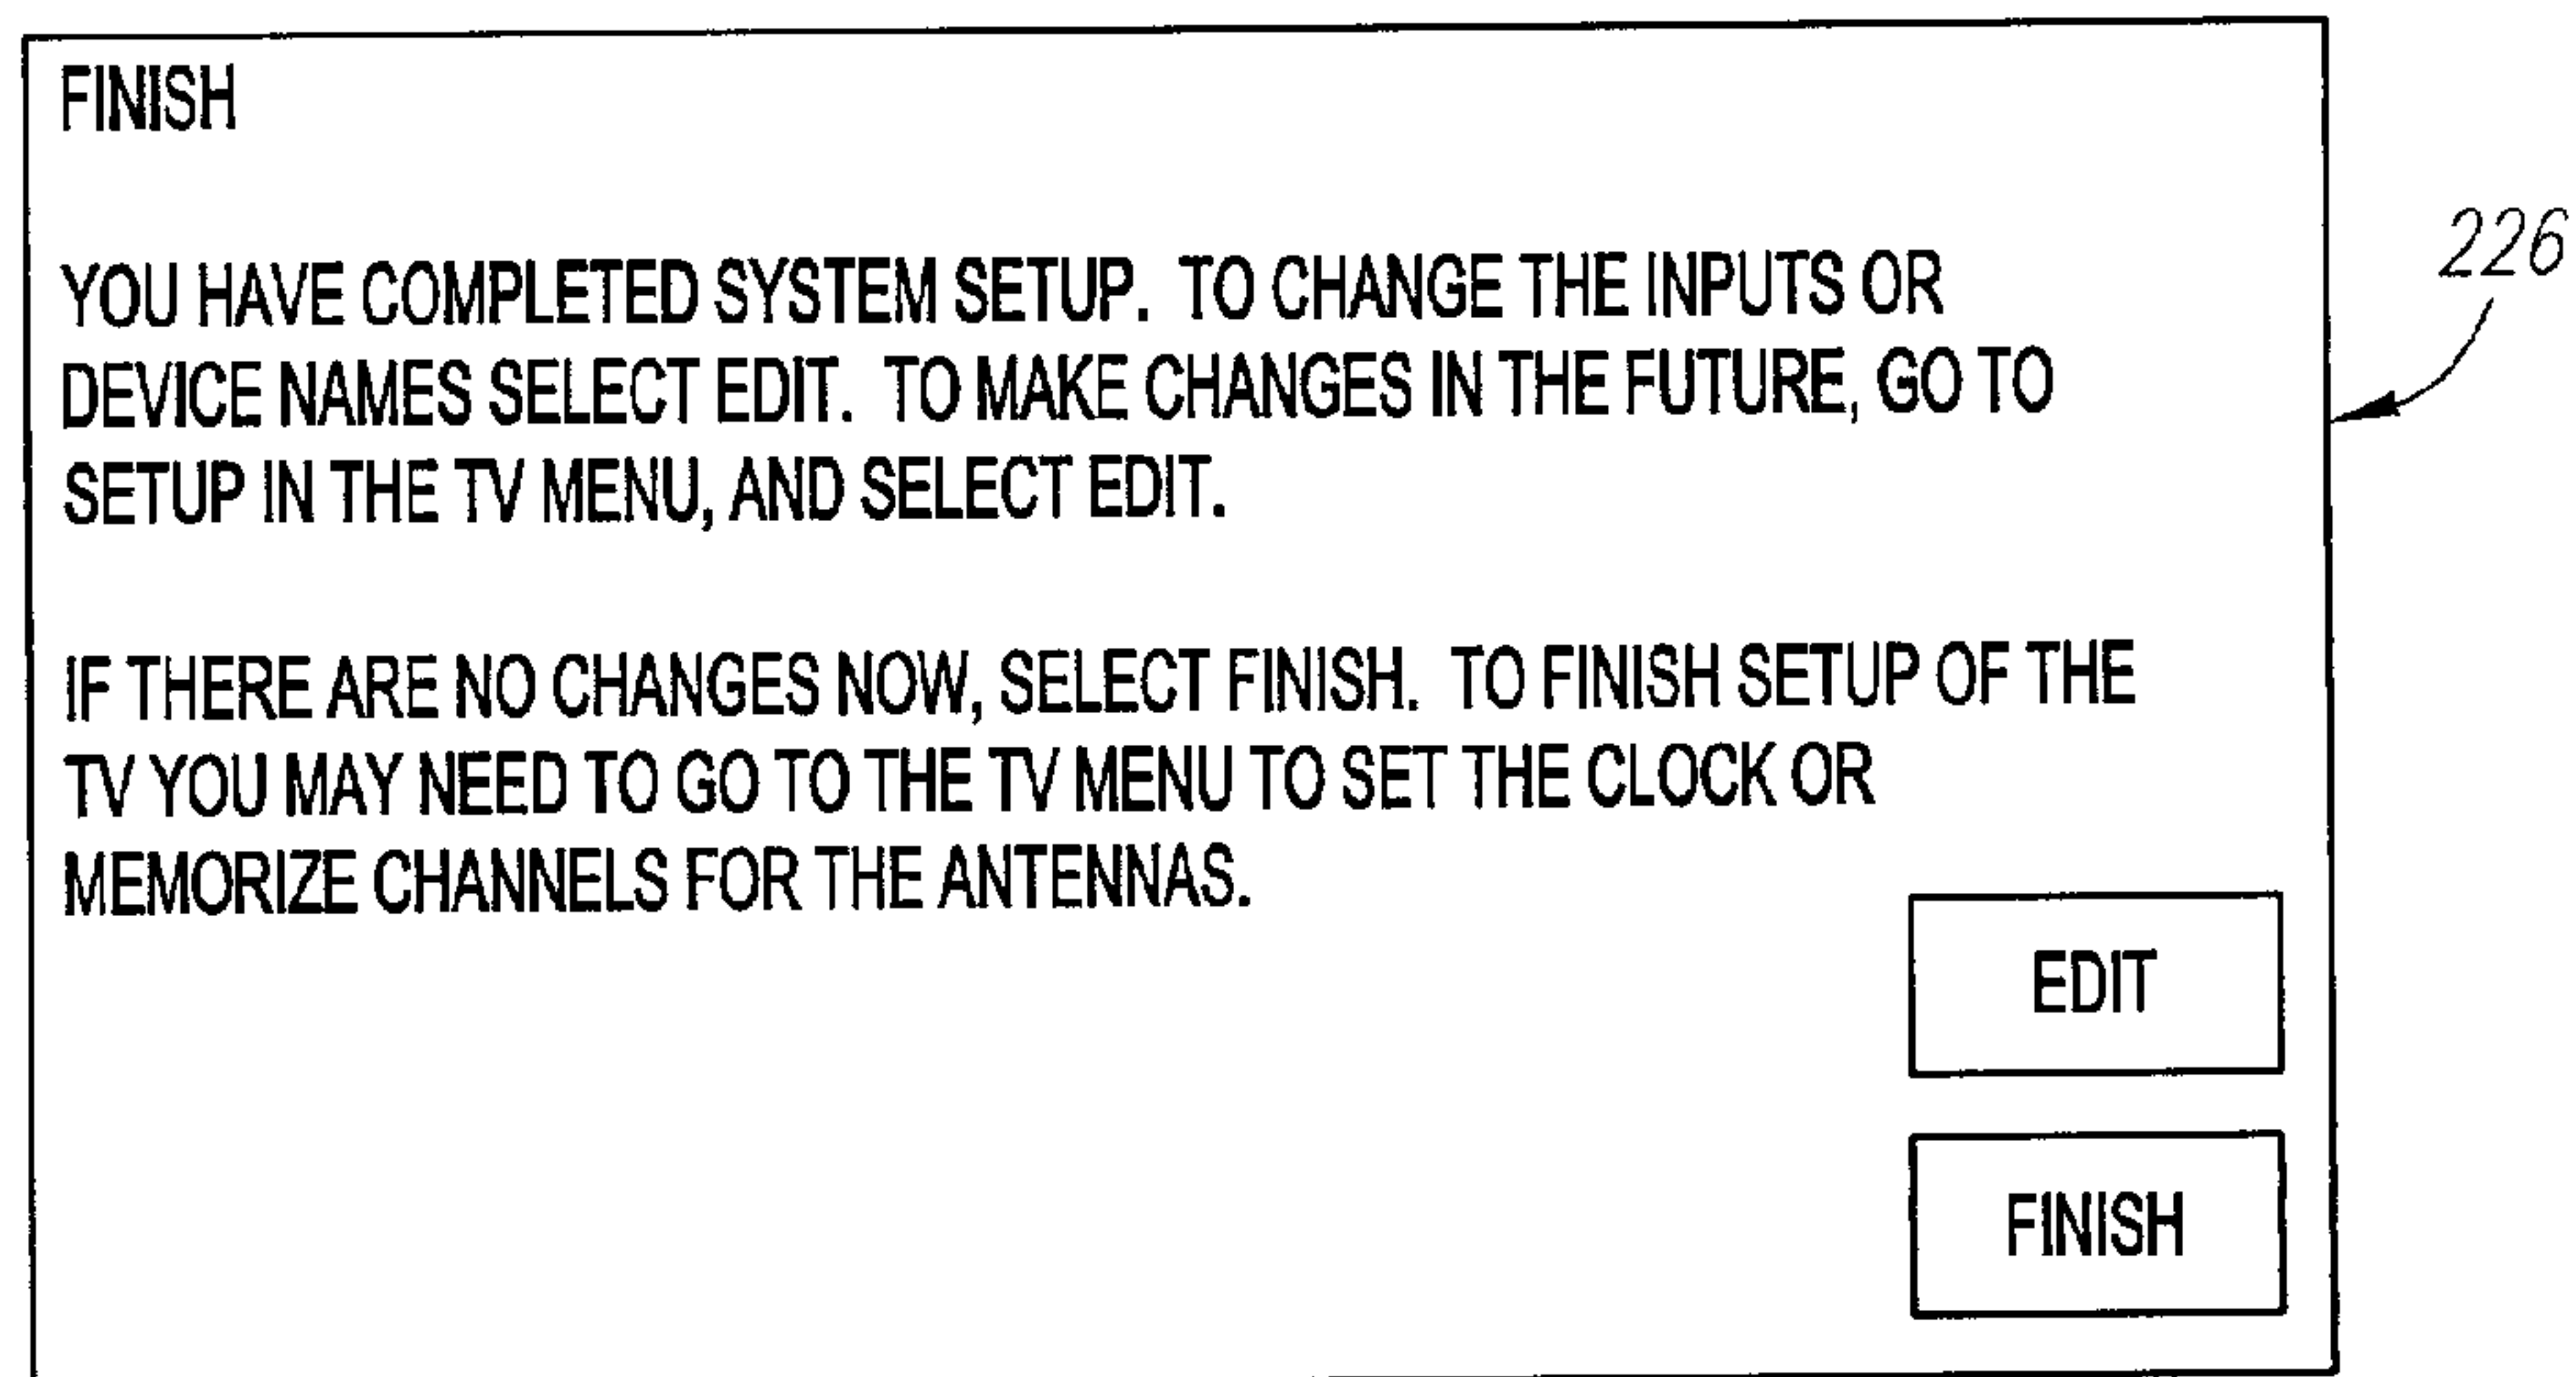 FINISH
YOU HAVE COMPLETED SYSTEM SETUP. TO CHANGE THE INPUTS OR
DEVICE NAMES SELECT EDIT. TO MAKE CHANGES IN THE FUTURE, GO TO
SETUP IN THE TV MENU, AND SELECT EDIT.
IF THERE ARE NO CHANGES NOW, SELECT FINISH. TO FINISH SETUP OF THE
TV YOU MAY NEED TO GO TO THE TV MENU TO SET THE CLOCK OR
MEMORIZE CHANNELS FOR THE ANTENNAS.
EDIT
FINISH
226